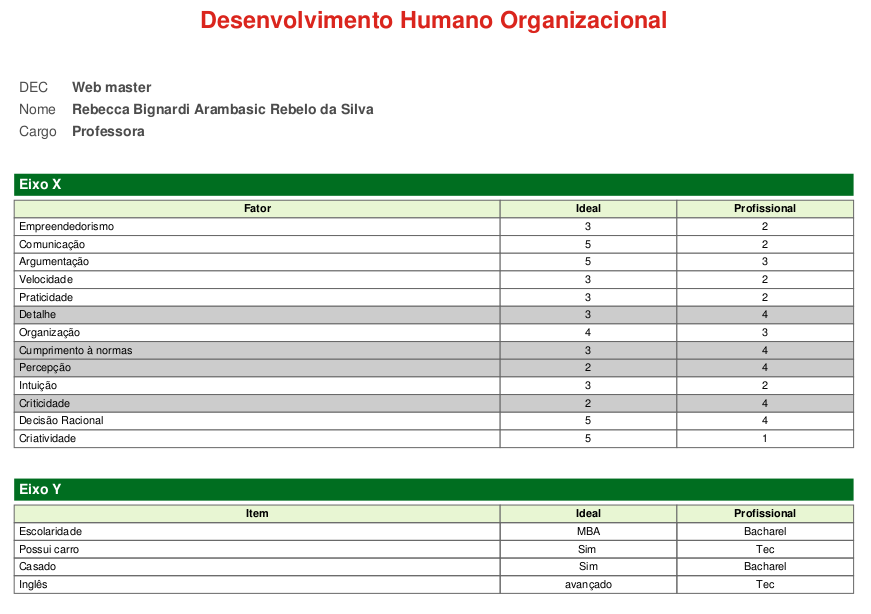 Desenvolvimento Humano Organizacional
DEC Web master
Nome Rebecca Bignardi Arambasic Rebelo da Silva
Cargo Professora
Eixo X
Fator Ideal Profissional
Empreendedorismo 3 2
Comunicação 5 2
Argumentação 5 3
Velocidade 3 2
Praticidade 3 2
Detalhe 3 4
Organização 4 3
Cumprimento à normas 3 4
Percepção 2 4
Intuição 3 2
Criticidade 2 4
Decisão Racional 5 4
Criatividade 5 1
Eixo Y
Item Ideal Profissional
Escolaridade MBA Bacharel
Possui carro Sim Tec
Casado Sim Bacharel
Inglês avançado Tec